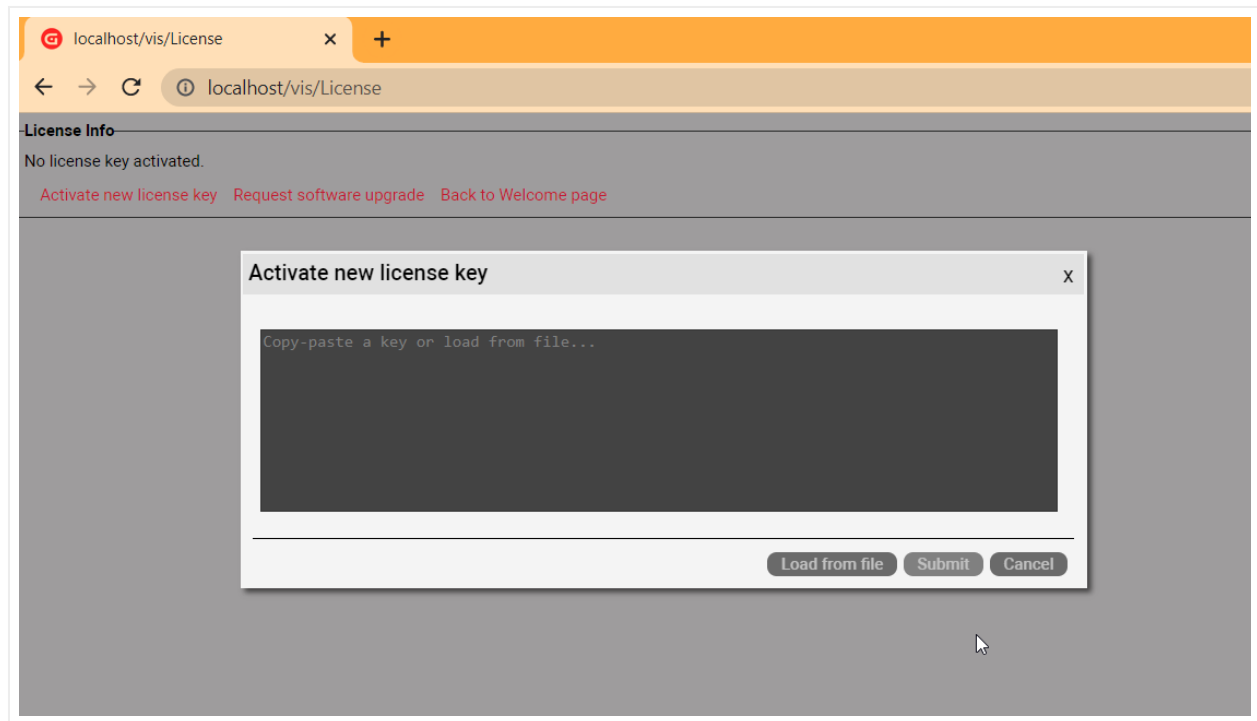 localhost/vis/License
localhost/vis/License
License Info
No license key activated.
Activate new license key Request software upgrade Back to Welcome page
Activate new license key X
Copy-paste a key or load from file...
Load from file Submit Cancel